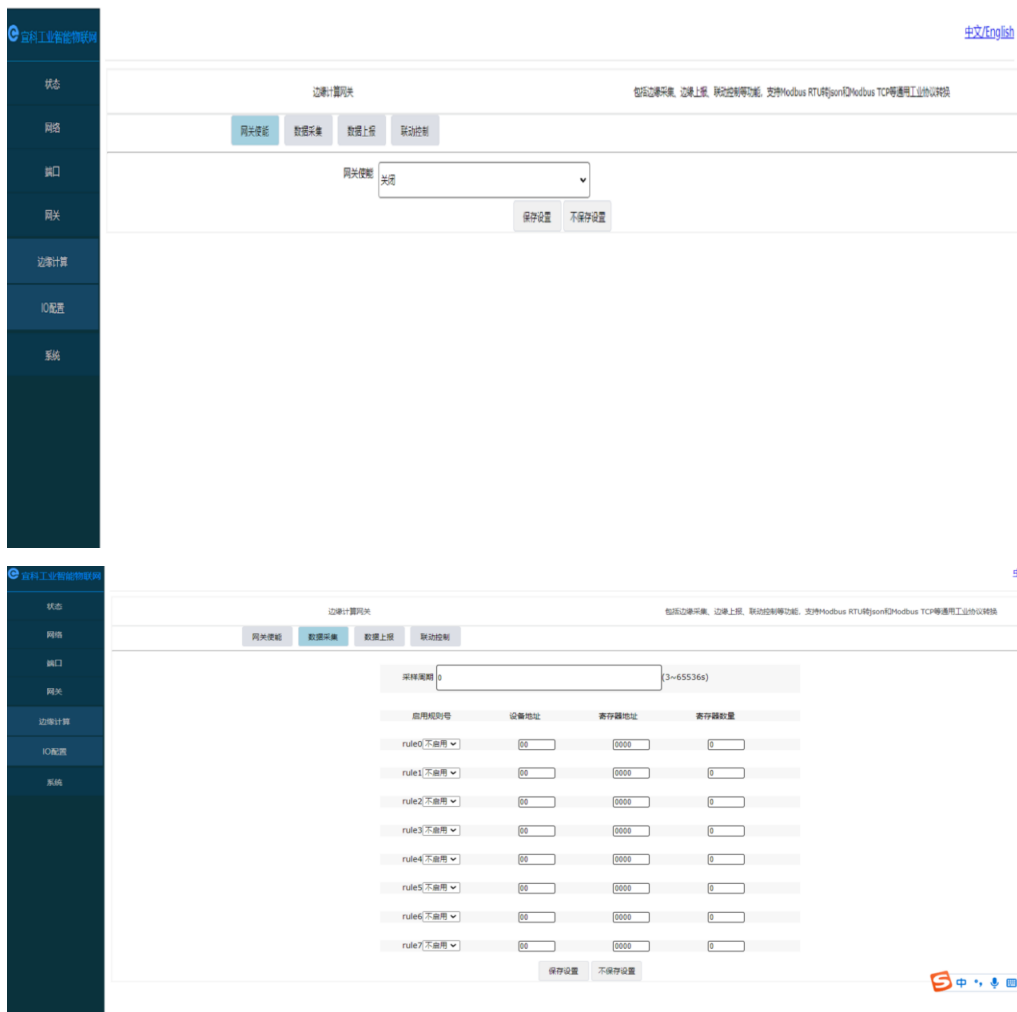 宜科工业智能物联网
中文/English
状态
网络
端口
网关
边缘计算
IO配置
系统
边缘计算网关
包括边缘采集、边缘上报、联动控制等功能，支持Modbus RTU转json和Modbus TCP等通用工业协议转换
网关使能 数据采集 数据上报 联动控制
网关使能 关闭
保存设置 不保存设置
宜科工业智能物联网
状态
网络
端口
网关
边缘计算
IO配置
系统
边缘计算网关
包括边缘采集、边缘上报、联动控制等功能，支持Modbus RTU转json和Modbus TCP等通用工业协议转换
网关使能 数据采集 数据上报 联动控制
采样周期 0 (3~65536s)
启用规则号 设备地址 寄存器地址 寄存器数量
rule0 不启用 00 0000 0
rule1 不启用 00 0000 0
rule2 不启用 00 0000 0
rule3 不启用 00 0000 0
rule4 不启用 00 0000 0
rule5 不启用 00 0000 0
rule6 不启用 00 0000 0
rule7 不启用 00 0000 0
保存设置 不保存设置
中